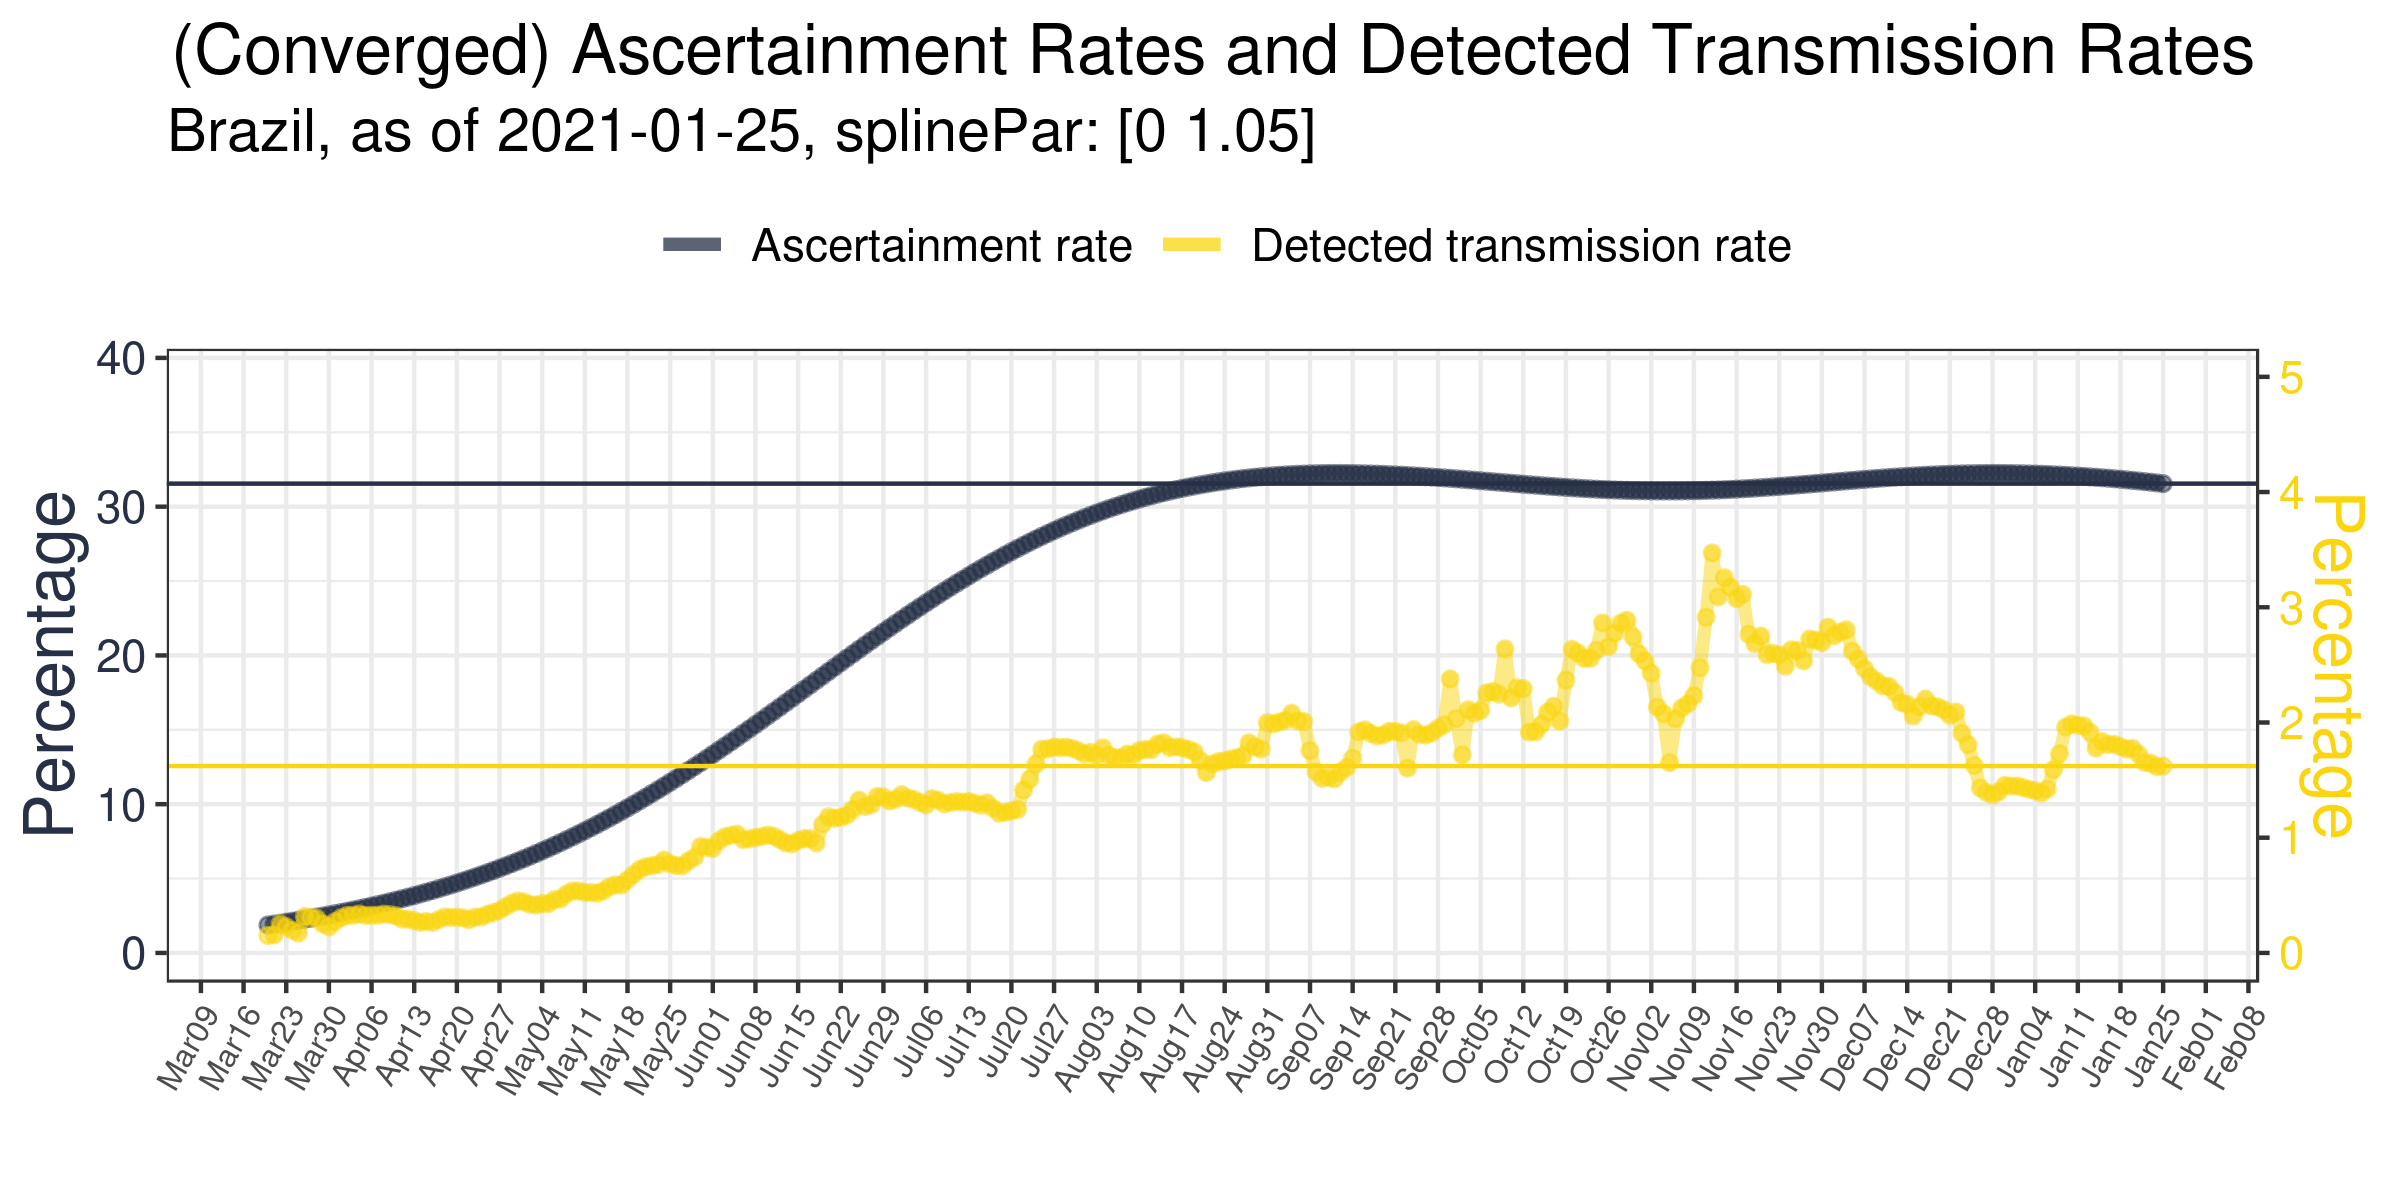 (Converged) Ascertainment Rates and Detected Transmission Rates
Brazil, as of 2021-01-25, splinePar: [0 1.05]
Ascertainment rate
Detected transmission rate
40
30
20
10
0
Percentage
5
4
3
2
1
0
Percentage
Mar09
Mar16
Mar23
Mar30
Apr06
Apr13
Apr20
Apr27
May04
May11
May18
May25
Jun01
Jun08
Jun15
Jun22
Jun29
Jul06
Jul13
Jul20
Jul27
Aug03
Aug10
Aug17
Aug24
Aug31
Sep07
Sep14
Sep21
Sep28
Oct05
Oct12
Oct19
Oct26
Nov02
Nov09
Nov16
Nov23
Nov30
Dec07
Dec14
Dec21
Dec28
Jan04
Jan11
Jan18
Jan25
Feb01
Feb08